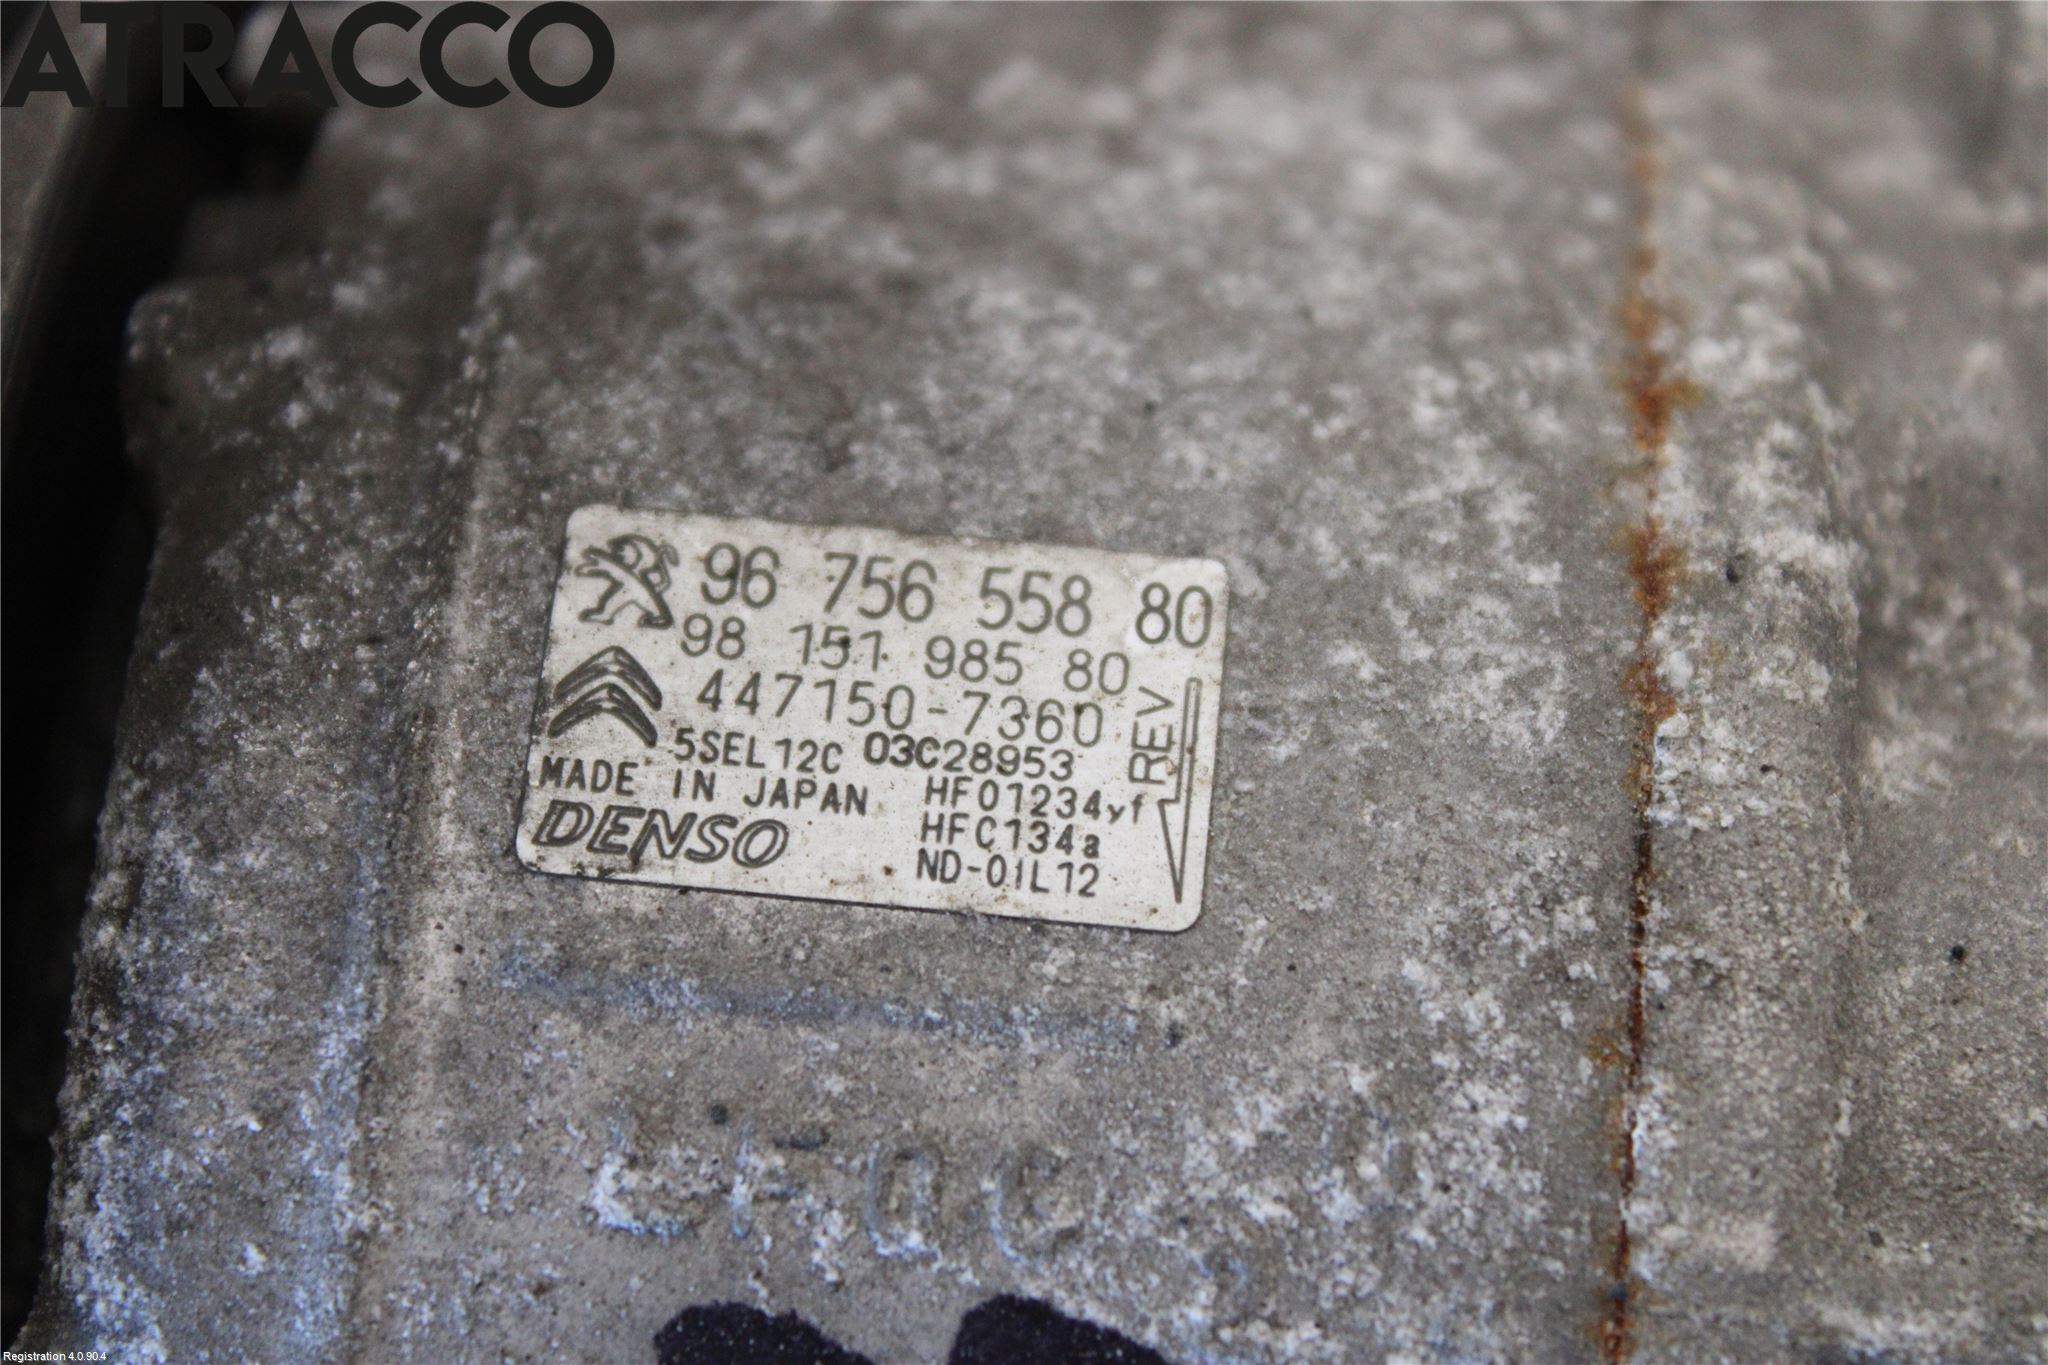 ATRACCO
96 756 558 80
98 151 985 80
447150-7360
5SEL12C 03C28953
REV
MADE IN JAPAN HFO1234yf
DENSO HFC134a
ND-OIL12
Registration 4.0.90.4